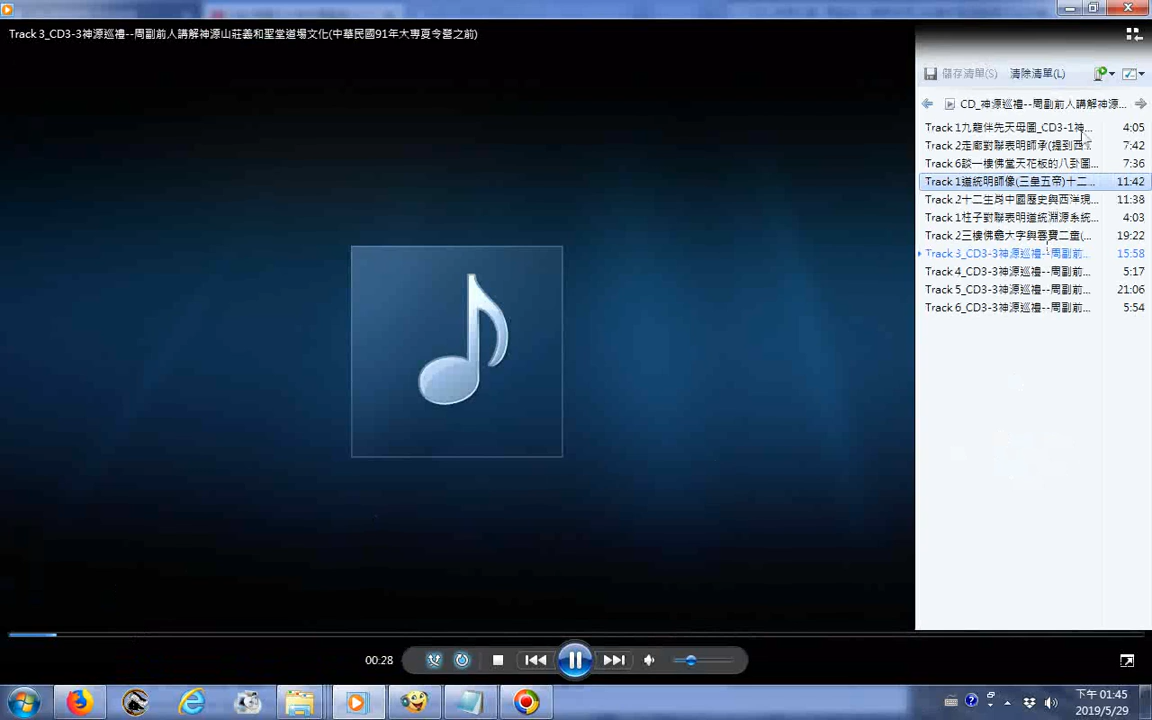 Track 3_CD3-3神源巡禮--周副前人講解神源山莊義和聖堂道場文化(中華民國91年大專夏令營之前)
儲存清單(S) 清除清單(L)
CD_神源巡禮--周副前人講解神源...
Track 1九龍伴先天母圖_CD3-1神... 4:05
Track 2走廊對聯表明師承(提到西 7:42
Track 6談一樓佛堂天花板的八卦圖... 7:36
Track 1道統明師像(三皇五帝)十二... 11:42
Track 2十二生肖中國歷史與西洋現... 11:38
Track 1柱子對聯表明道統淵源系統... 4:03
Track 2三樓佛龕大字與雲寶二童(... 19:22
Track 3_CD3-3神源巡禮--周副前... 15:58
Track 4_CD3-3神源巡禮--周副前... 5:17
Track 5_CD3-3神源巡禮--周副前... 21:06
Track 6_CD3-3神源巡禮--周副前... 5:54
00:28
下午 01:45
2019/5/29